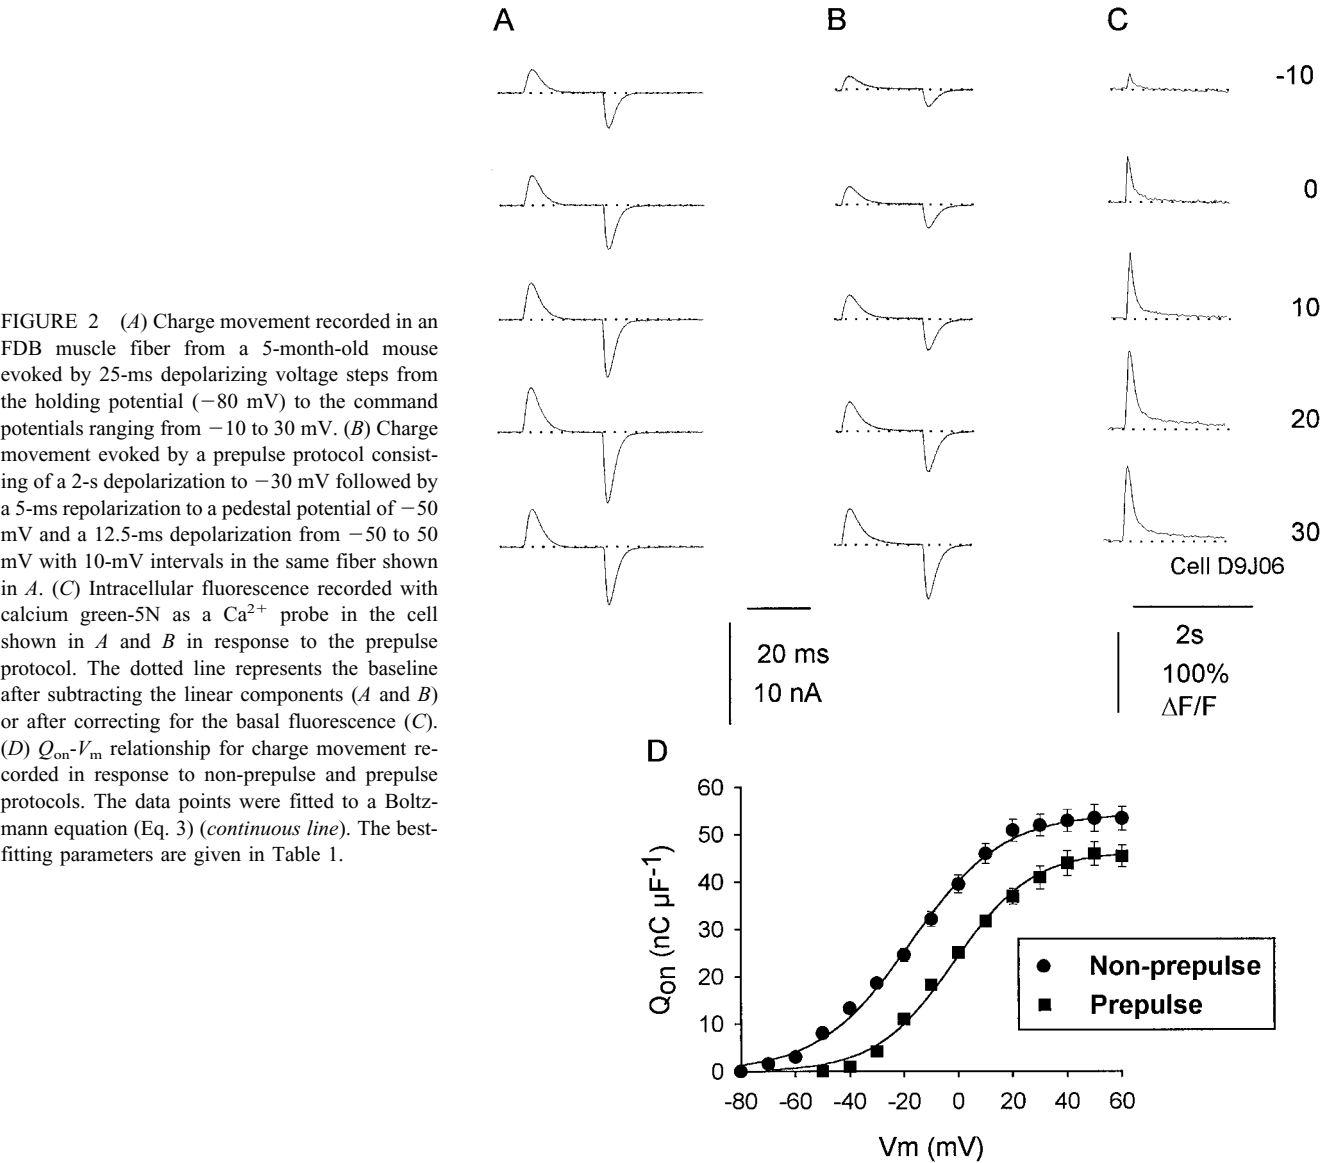 A
B
C
-10
0
10
20
30
Cell D9J06
20 ms
10 nA
2s
100%
ΔF/F
FIGURE 2 (A) Charge movement recorded in an
FDB muscle fiber from a 5-month-old mouse
evoked by 25-ms depolarizing voltage steps from
the holding potential (−80 mV) to the command
potentials ranging from −10 to 30 mV. (B) Charge
movement evoked by a prepulse protocol consist-
ing of a 2-s depolarization to −30 mV followed by
a 5-ms repolarization to a pedestal potential of −50
mV and a 12.5-ms depolarization from −50 to 50
mV with 10-mV intervals in the same fiber shown
in A. (C) Intracellular fluorescence recorded with
calcium green-5N as a Ca²⁺ probe in the cell
shown in A and B in response to the prepulse
protocol. The dotted line represents the baseline
after subtracting the linear components (A and B)
or after correcting for the basal fluorescence (C).
(D) Qon-Vm relationship for charge movement re-
corded in response to non-prepulse and prepulse
protocols. The data points were fitted to a Boltz-
mann equation (Eq. 3) (continuous line). The best-
fitting parameters are given in Table 1.
D
Qon (nC µF⁻¹)
60
50
40
30
20
10
0
Non-prepulse
Prepulse
-80 -60 -40 -20 0 20 40 60
Vm (mV)